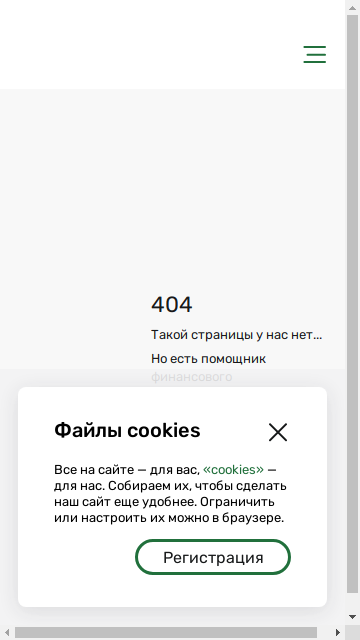 404
Такой страницы у нас нет...
Но есть помощник
финансового
Файлы cookies
Все на сайте — для вас, «cookies» —
для нас. Собираем их, чтобы сделать
наш сайт еще удобнее. Ограничить
или настроить их можно в браузере.
Регистрация